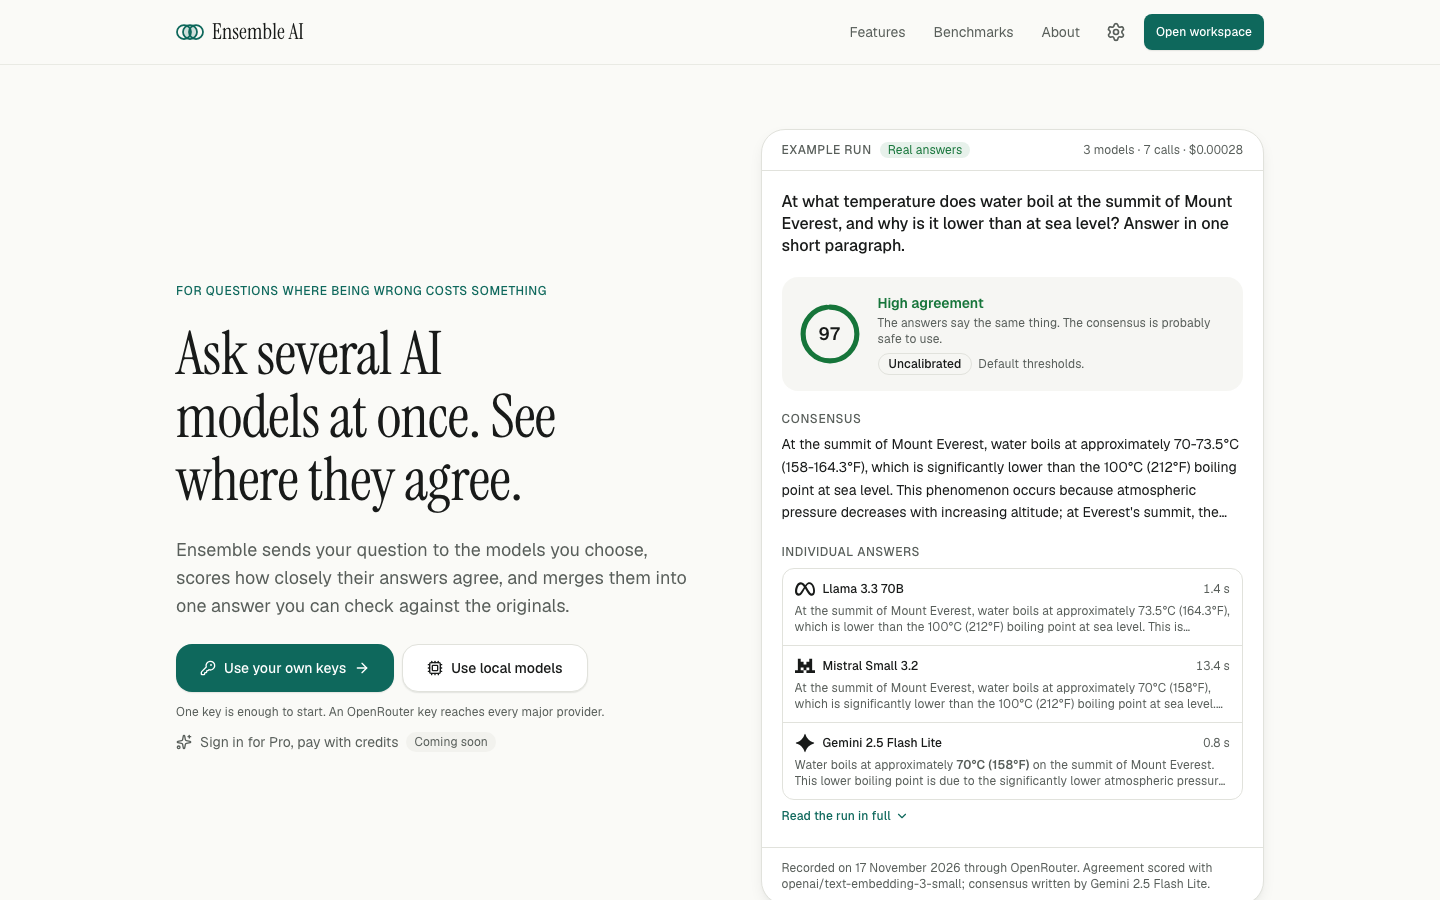 Ensemble AI
Features
Benchmarks
About
Open workspace
FOR QUESTIONS WHERE BEING WRONG COSTS SOMETHING
Ask several AI
models at once. See
where they agree.
Ensemble sends your question to the models you choose,
scores how closely their answers agree, and merges them into
one answer you can check against the originals.
Use your own keys
Use local models
One key is enough to start. An OpenRouter key reaches every major provider.
Sign in for Pro, pay with credits
Coming soon
EXAMPLE RUN
Real answers
3 models · 7 calls · $0.00028
At what temperature does water boil at the summit of Mount
Everest, and why is it lower than at sea level? Answer in one
short paragraph.
97
High agreement
The answers say the same thing. The consensus is probably
safe to use.
Uncalibrated
Default thresholds.
CONSENSUS
At the summit of Mount Everest, water boils at approximately 70-73.5°C
(158-164.3°F), which is significantly lower than the 100°C (212°F) boiling
point at sea level. This phenomenon occurs because atmospheric
pressure decreases with increasing altitude; at Everest's summit, the…
INDIVIDUAL ANSWERS
Llama 3.3 70B
1.4 s
At the summit of Mount Everest, water boils at approximately 73.5°C (164.3°F),
which is lower than the 100°C (212°F) boiling point at sea level. This is…
Mistral Small 3.2
13.4 s
At the summit of Mount Everest, water boils at approximately 70°C (158°F),
which is significantly lower than the 100°C (212°F) boiling point at sea level.…
Gemini 2.5 Flash Lite
0.8 s
Water boils at approximately 70°C (158°F) on the summit of Mount Everest.
This lower boiling point is due to the significantly lower atmospheric pressur…
Read the run in full
Recorded on 17 November 2026 through OpenRouter. Agreement scored with
openai/text-embedding-3-small; consensus written by Gemini 2.5 Flash Lite.